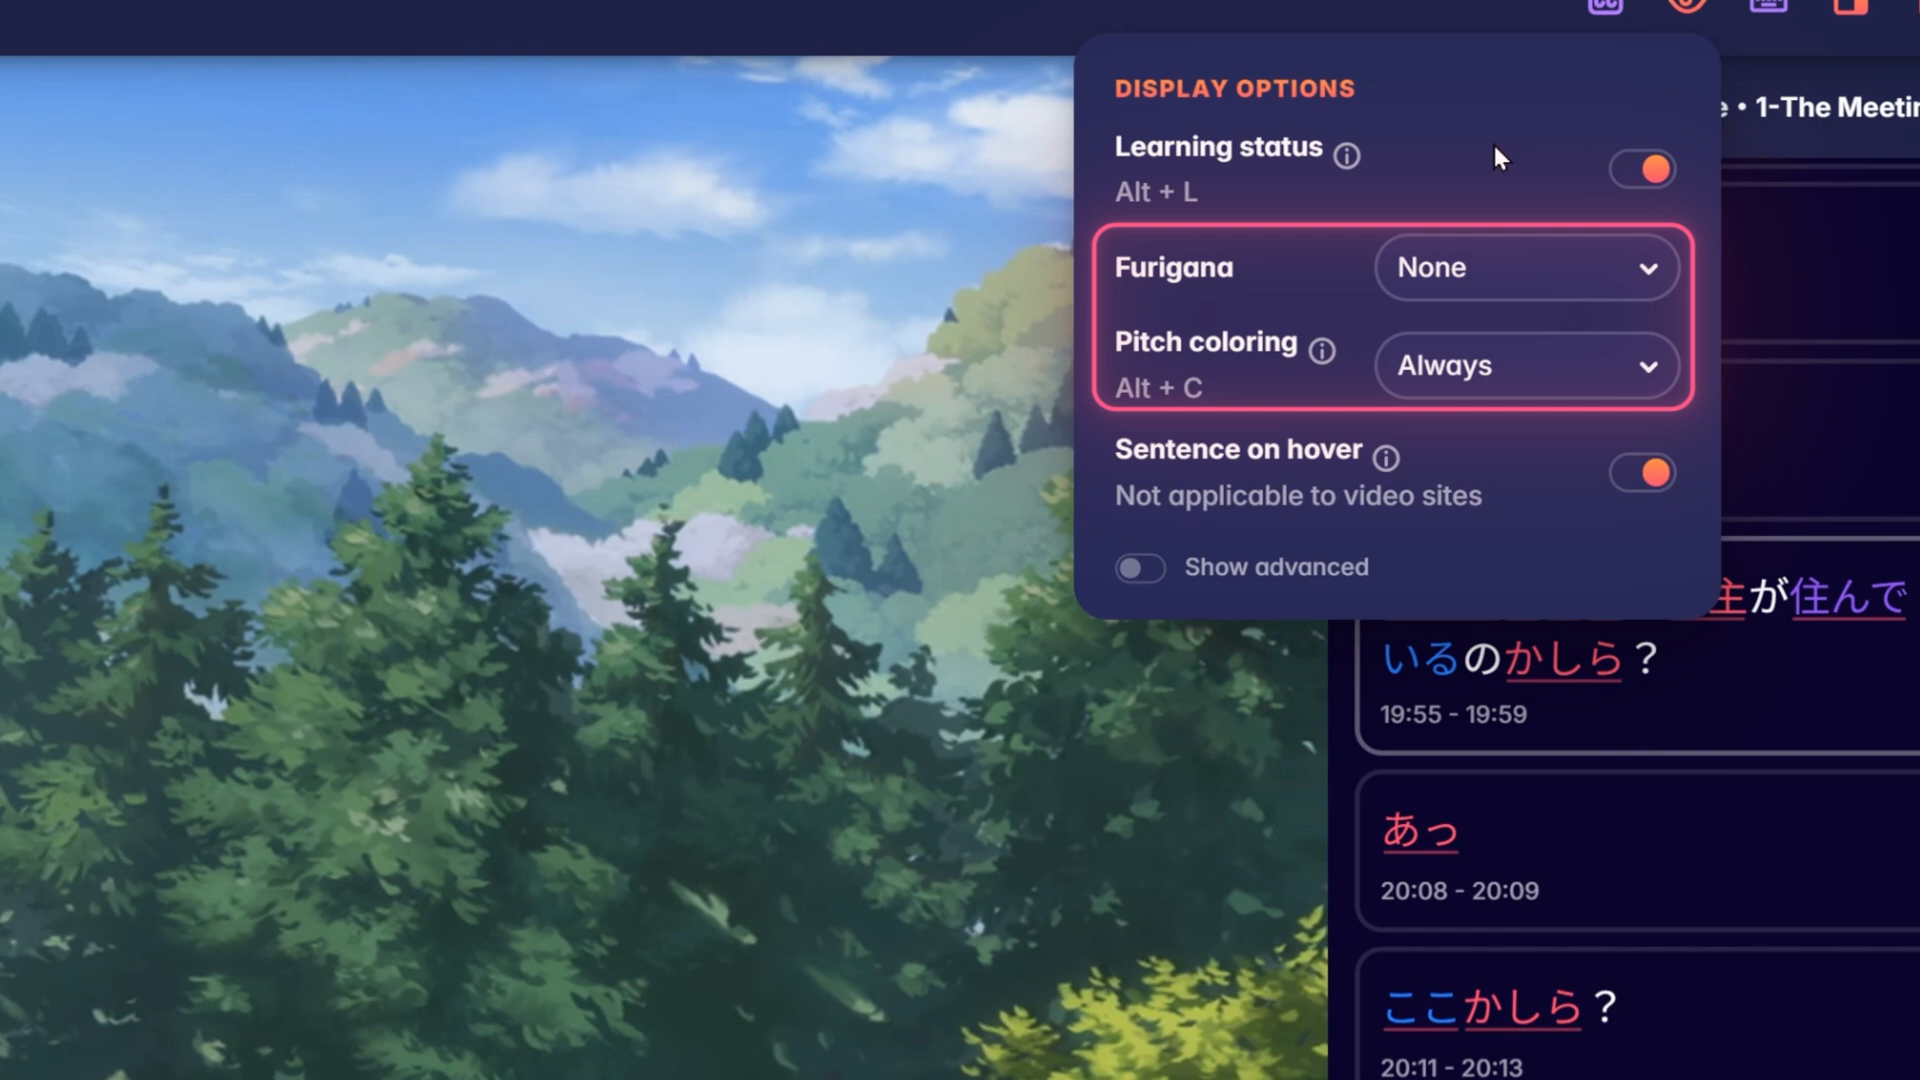 DISPLAY OPTIONS
Learning status
Alt + L
Furigana
None
Pitch coloring
Always
Alt + C
Sentence on hover
Not applicable to video sites
Show advanced
• 1-The Meetin
主が住んで
いるのかしら？
19:55 - 19:59
あっ
20:08 - 20:09
ここかしら？
20:11 - 20:13